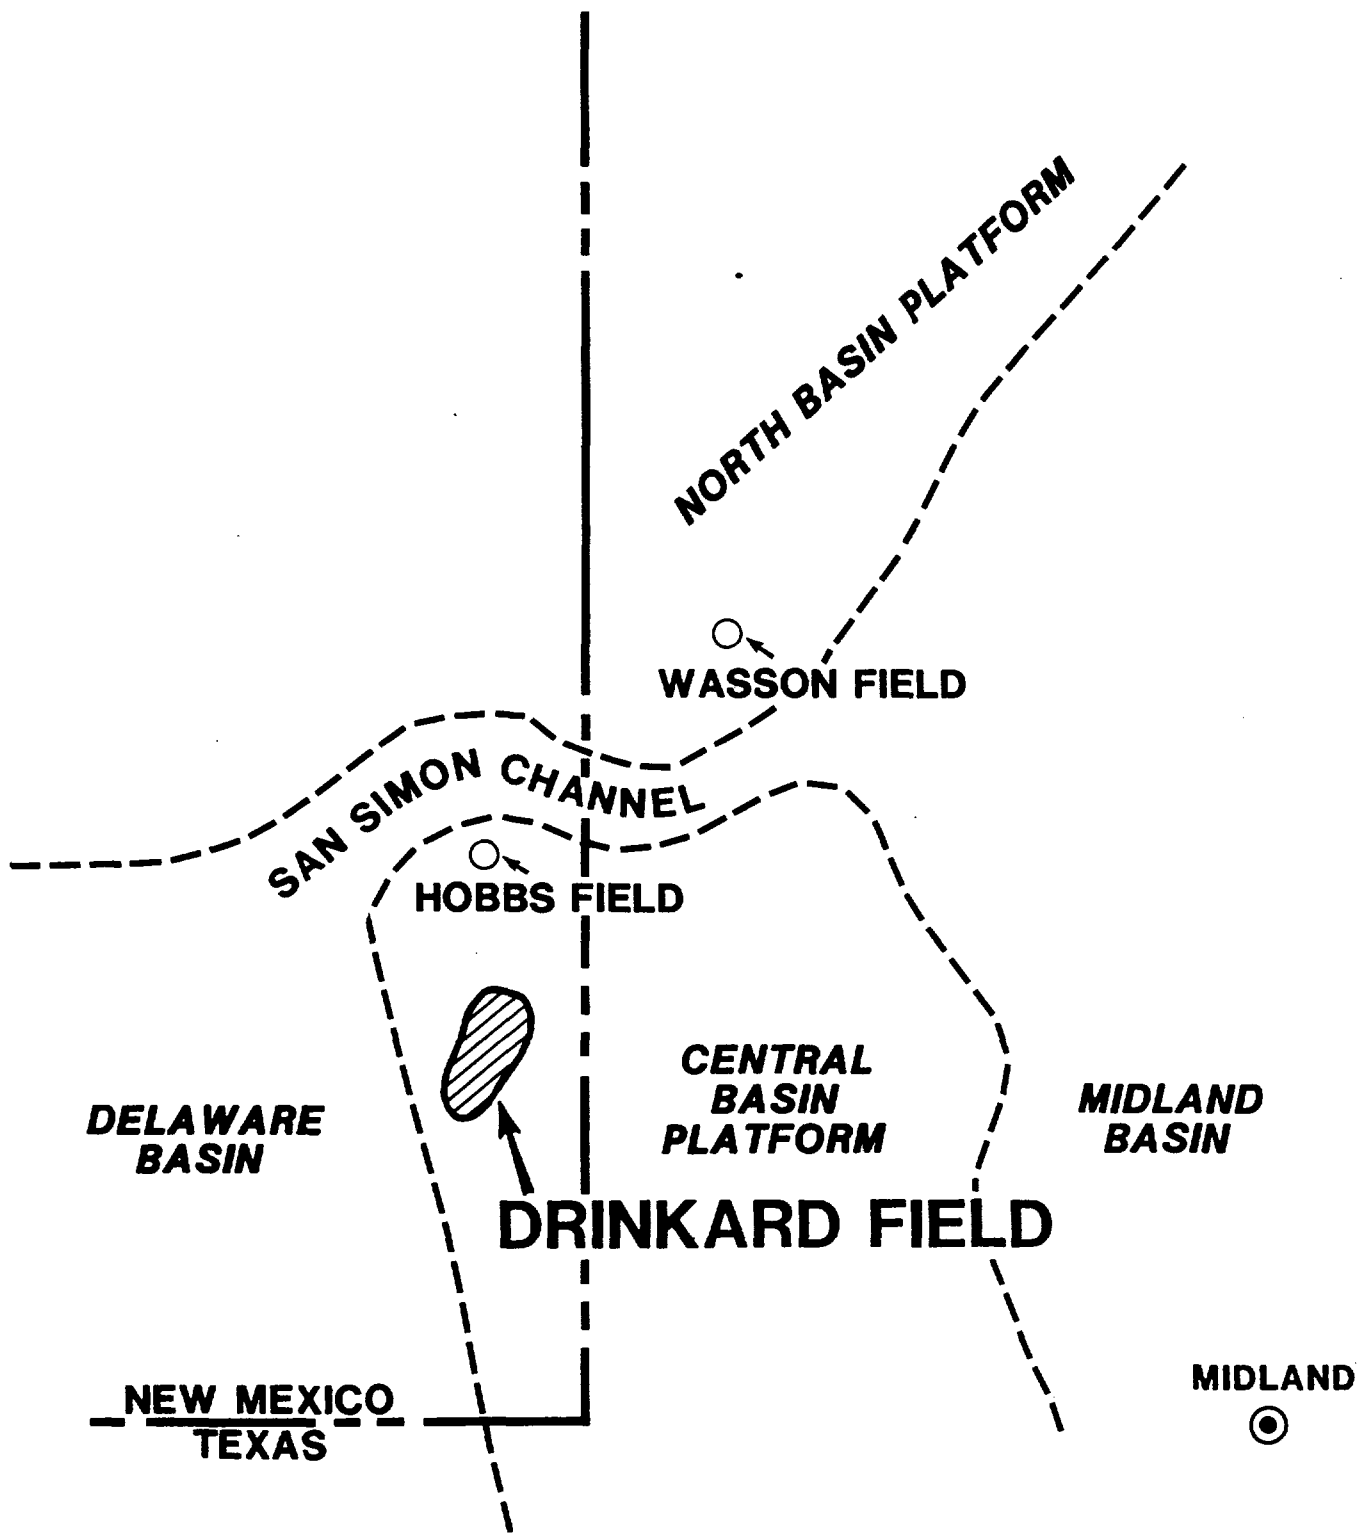 NORTH BASIN PLATFORM
WASSON FIELD
SAN SIMON CHANNEL
HOBBS FIELD
CENTRAL
BASIN
PLATFORM
DELAWARE
BASIN
MIDLAND
BASIN
DRINKARD FIELD
MIDLAND
NEW MEXICO
TEXAS